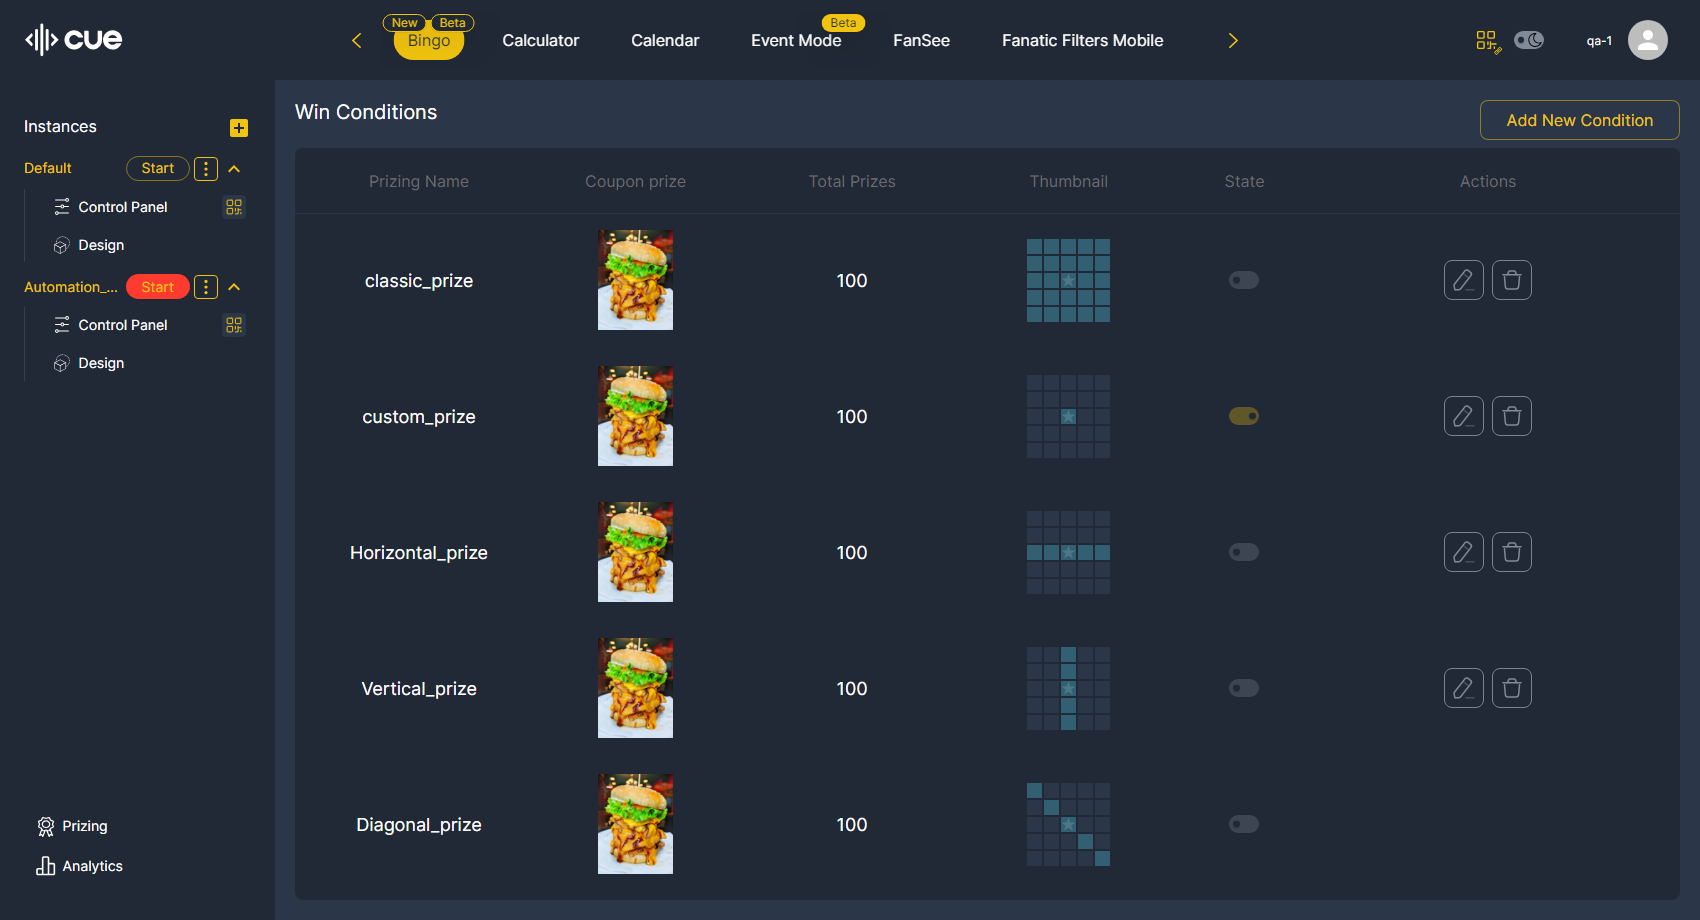 cue
New
Beta
Bingo
Calculator
Calendar
Beta
Event Mode
FanSee
Fanatic Filters Mobile
qa-1
Instances
Default
Start
Control Panel
Design
Automation_...
Start
Control Panel
Design
Prizing
Analytics
Win Conditions
Add New Condition
Prizing Name Coupon prize Total Prizes Thumbnail State Actions
classic_prize 100
custom_prize 100
Horizontal_prize 100
Vertical_prize 100
Diagonal_prize 100